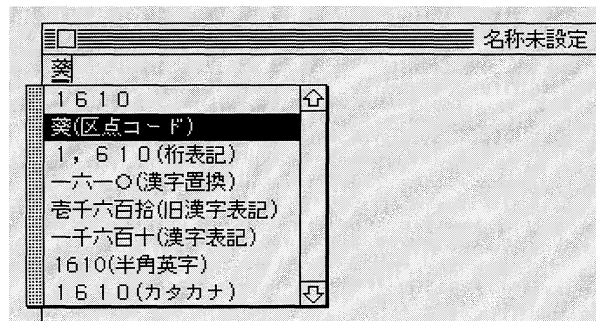 名称未設定
葵
１６１０
葵(区点コード)
１，６１０(桁表記)
一六一〇(漢字置換)
壱千六百拾(旧漢字表記)
一千六百十(漢字表記)
1610(半角英字)
１６１０(カタカナ)